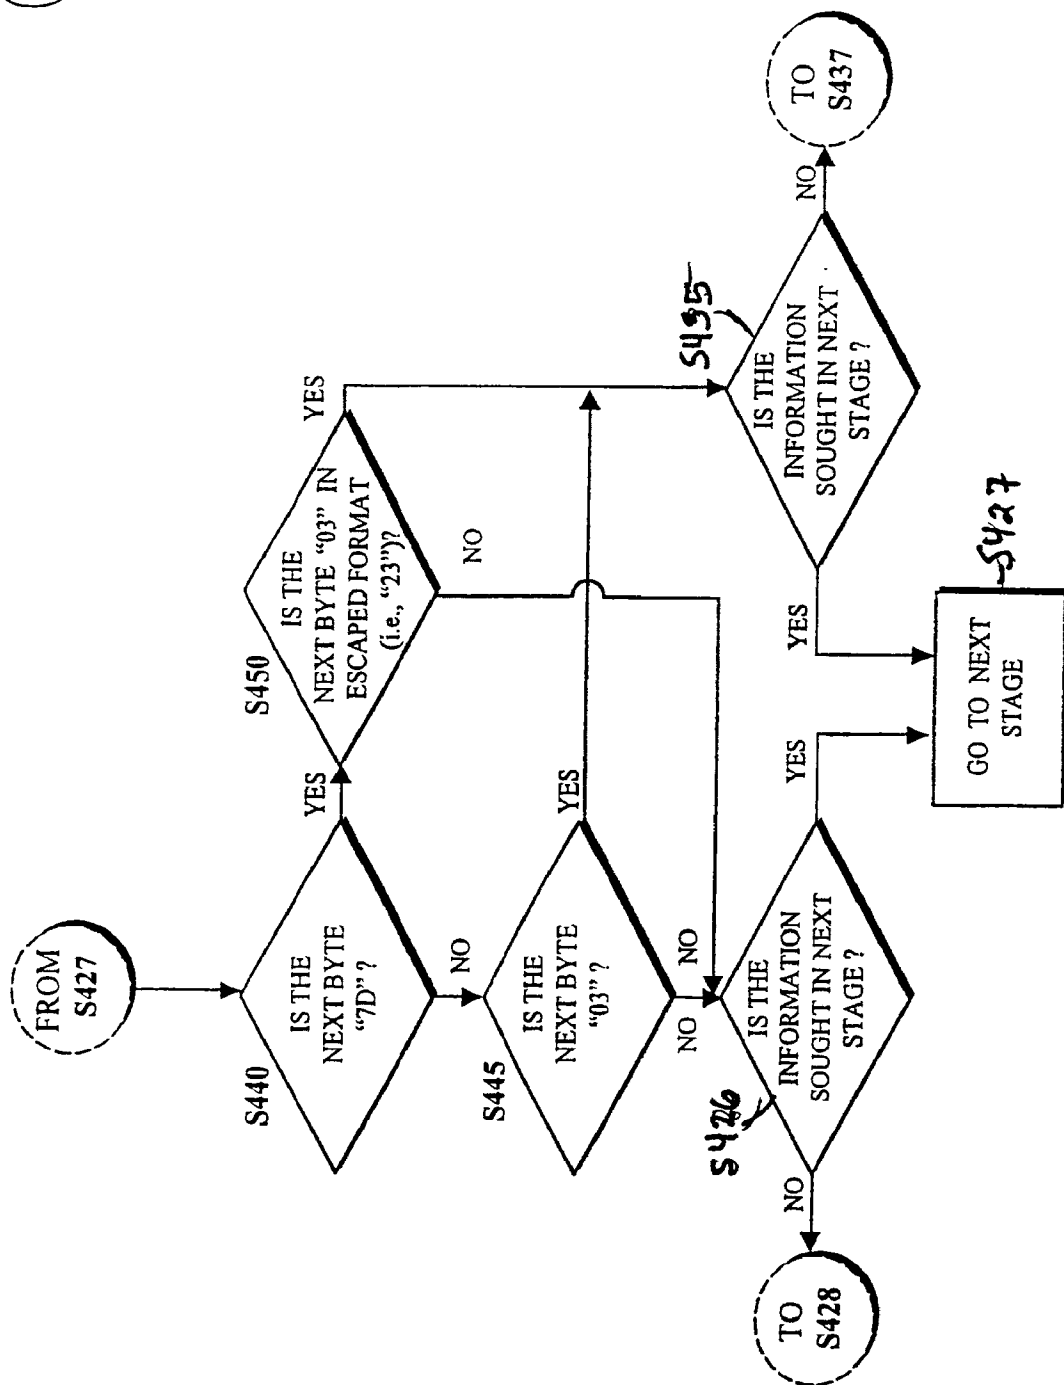 FROM
S427
S440
IS THE
NEXT BYTE
“7D” ?
YES
NO
S450
IS THE
NEXT BYTE “03” IN
ESCAPED FORMAT
(i.e., “23”)?
YES
NO
S445
IS THE
NEXT BYTE
“03” ?
YES
NO
NO
S426
IS THE
INFORMATION
SOUGHT IN NEXT
STAGE ?
NO
TO
S428
YES
S435
IS THE
INFORMATION
SOUGHT IN NEXT
STAGE ?
NO
TO
S437
YES
GO TO NEXT
STAGE
S427